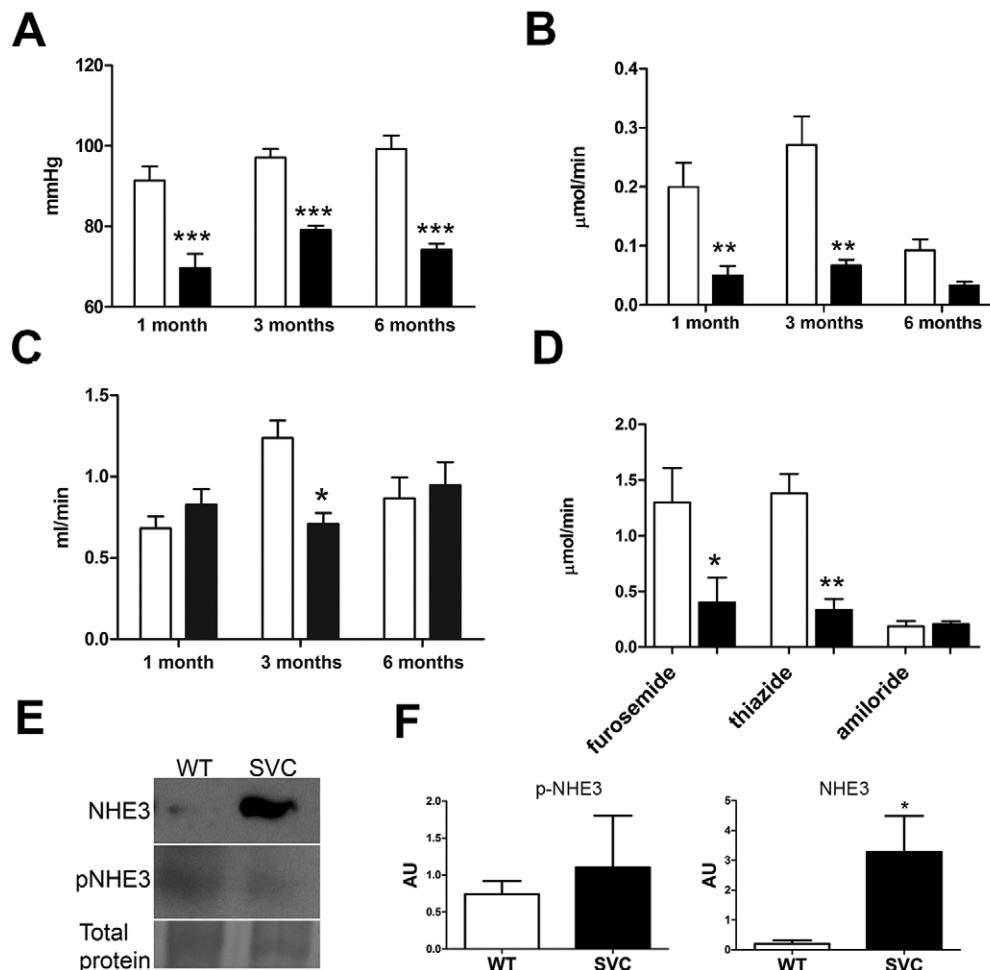 A
mmHg
120
100
80
60
***
***
***
1 month
3 months
6 months
B
μmol/min
0.4
0.3
0.2
0.1
0.0
**
**
1 month
3 months
6 months
C
ml/min
1.5
1.0
0.5
0.0
*
1 month
3 months
6 months
D
μmol/min
2.0
1.5
1.0
0.5
0.0
*
**
furosemide
thiazide
amiloride
E
WT SVC
NHE3
pNHE3
Total
protein
F
p-NHE3
AU
2.0
1.5
1.0
0.5
0.0
WT SVC
NHE3
AU
5
4
3
2
1
0
*
WT SVC